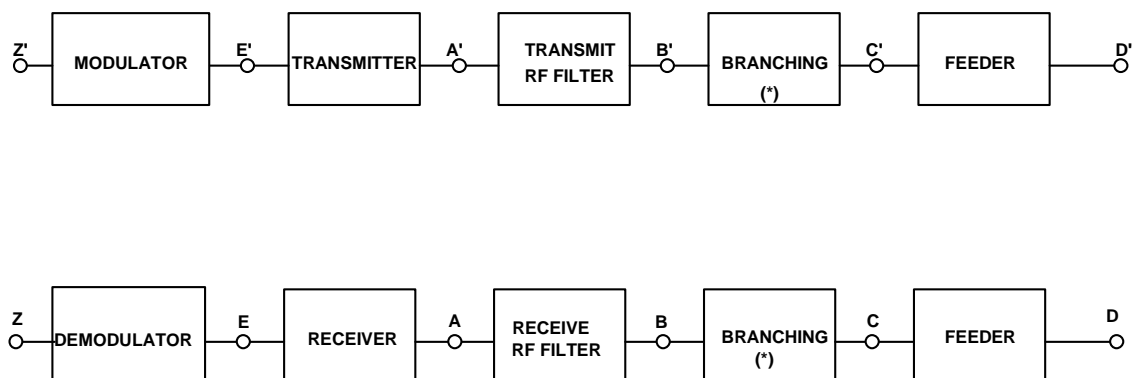 Z'
MODULATOR
E'
TRANSMITTER
A'
TRANSMIT
RF FILTER
B'
BRANCHING
(*)
C'
FEEDER
D'
Z
DEMODULATOR
E
RECEIVER
A
RECEIVE
RF FILTER
B
BRANCHING
(*)
C
FEEDER
D